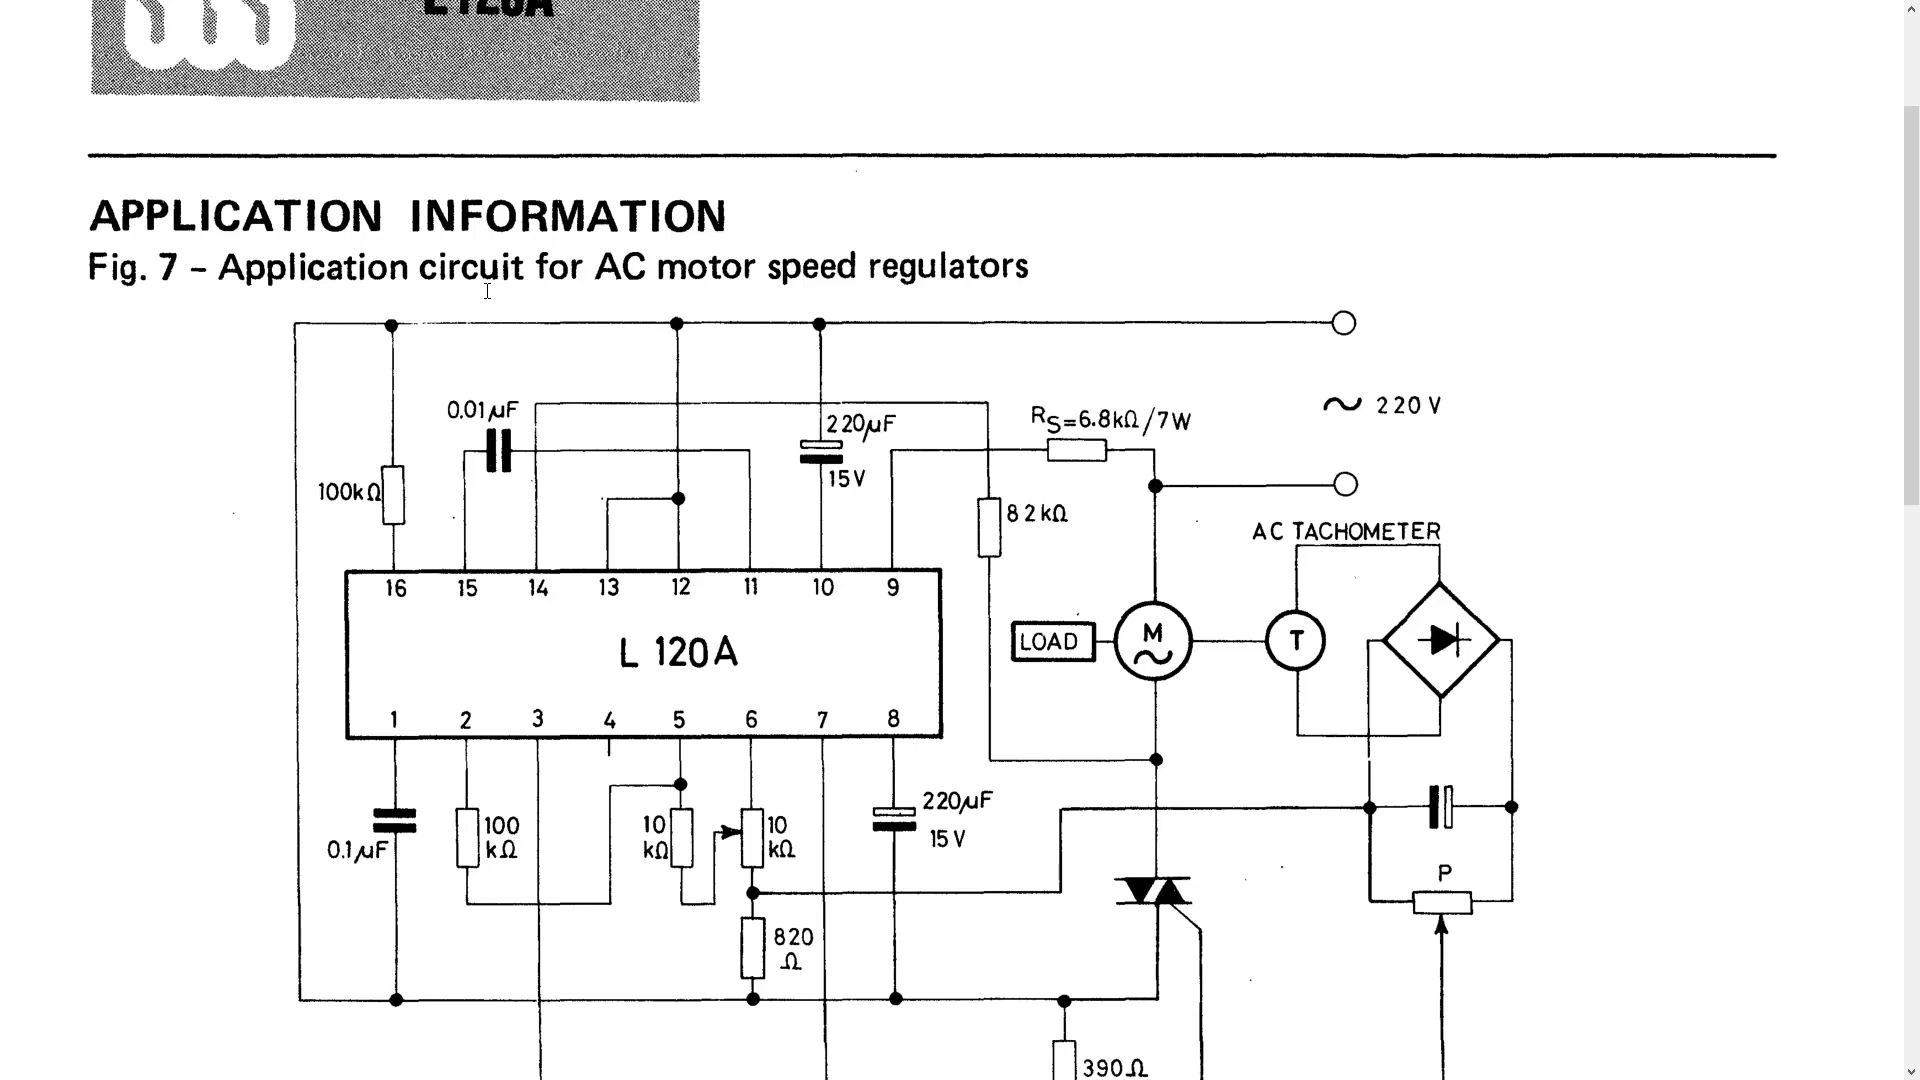 L120A
APPLICATION INFORMATION
Fig. 7 – Application circuit for AC motor speed regulators
0.01µF
220µF
15V
RS=6.8kΩ/7W
~ 220V
100kΩ
82kΩ
AC TACHOMETER
16 15 14 13 12 11 10 9
L 120A
LOAD
M
T
1 2 3 4 5 6 7 8
0.1µF
100
kΩ
10
kΩ
10
kΩ
220µF
15V
P
820
Ω
390Ω